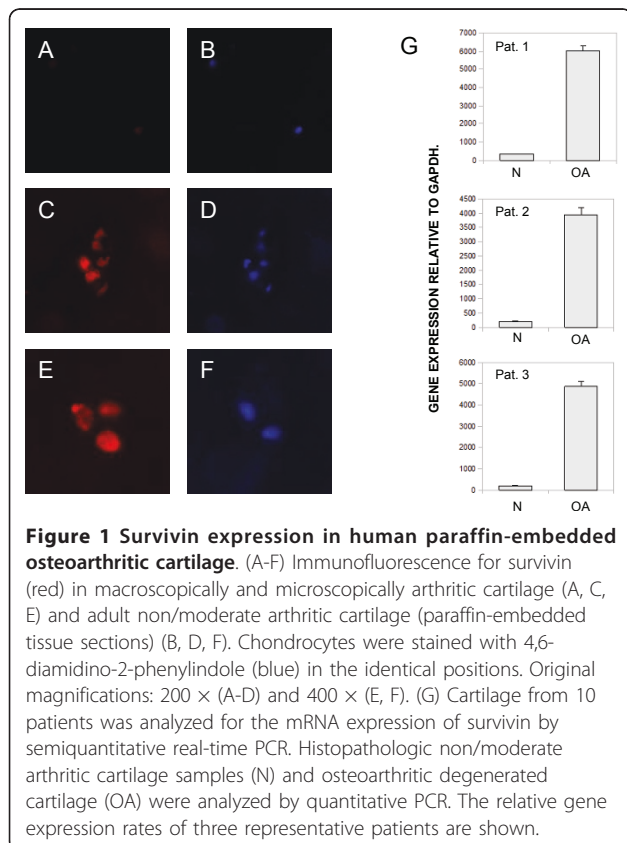 A
B
C
D
E
F
G
GENE EXPRESSION RELATIVE TO GAPDH.
Pat. 1
7000
6000
5000
4000
3000
2000
1000
0
N OA
Pat. 2
4500
4000
3500
3000
2500
2000
1500
1000
500
0
N OA
Pat. 3
6000
5000
4000
3000
2000
1000
0
N OA
Figure 1 Survivin expression in human paraffin-embedded
osteoarthritic cartilage. (A-F) Immunofluorescence for survivin
(red) in macroscopically and microscopically arthritic cartilage (A, C,
E) and adult non/moderate arthritic cartilage (paraffin-embedded
tissue sections) (B, D, F). Chondrocytes were stained with 4,6-
diamidino-2-phenylindole (blue) in the identical positions. Original
magnifications: 200 × (A-D) and 400 × (E, F). (G) Cartilage from 10
patients was analyzed for the mRNA expression of survivin by
semiquantitative real-time PCR. Histopathologic non/moderate
arthritic cartilage samples (N) and osteoarthritic degenerated
cartilage (OA) were analyzed by quantitative PCR. The relative gene
expression rates of three representative patients are shown.